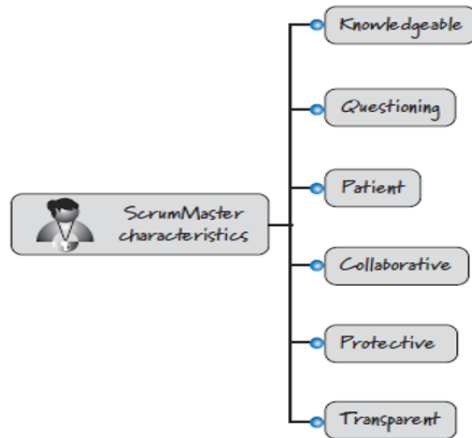 ScrumMaster
characteristics
Knowledgeable
Questioning
Patient
Collaborative
Protective
Transparent